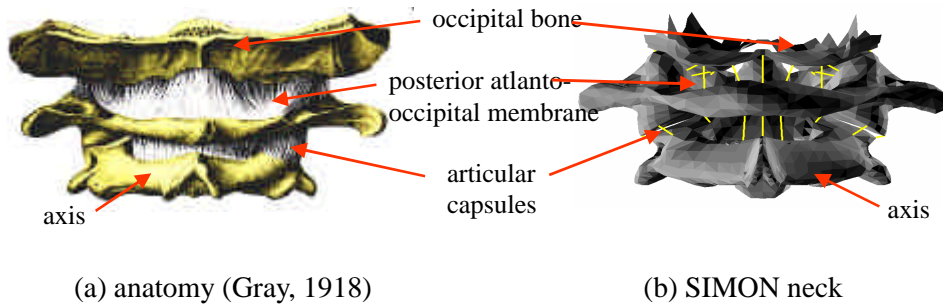 occipital bone
posterior atlanto-
occipital membrane
articular
capsules
axis
axis
(a) anatomy (Gray, 1918)
(b) SIMON neck